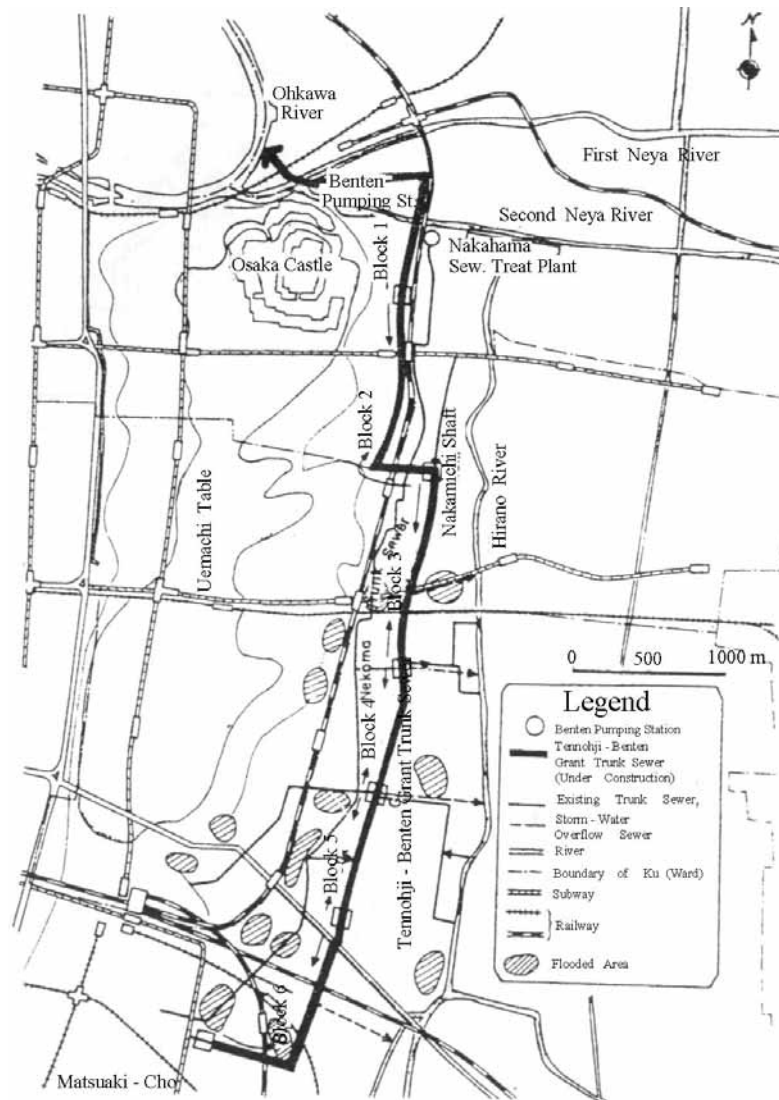 N
Ohkawa
River
First Neya River
Benten
Pumping St.
Second Neya River
Nakahama
Sew. Treat Plant
Osaka Castle
Block 1
Block 2
Nakamichi Shaft
Hirano River
Uemachi Table
Trunk Sewer
Block 3
Nekoma
Block 4
Tennohji - Benten Grant Trunk Sewer
Block 5
Block 6
Matsuaki - Cho
0 500 1000 m
Legend
Benten Pumping Station
Tennohji - Benten
Grant Trunk Sewer
(Under Construction)
Existing Trunk Sewer,
Storm - Water
Overflow Sewer
River
Boundary of Ku (Ward)
Subway
Railway
Flooded Area